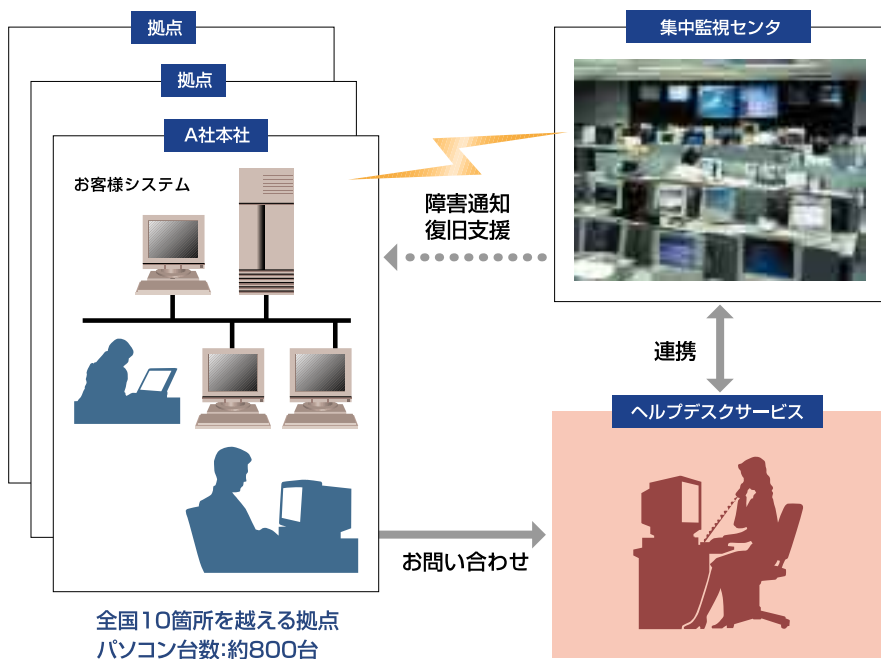 拠点
拠点
A社本社
お客様システム
集中監視センタ
障害通知
復旧支援
連携
ヘルプデスクサービス
お問い合わせ
全国10箇所を越える拠点
パソコン台数:約800台